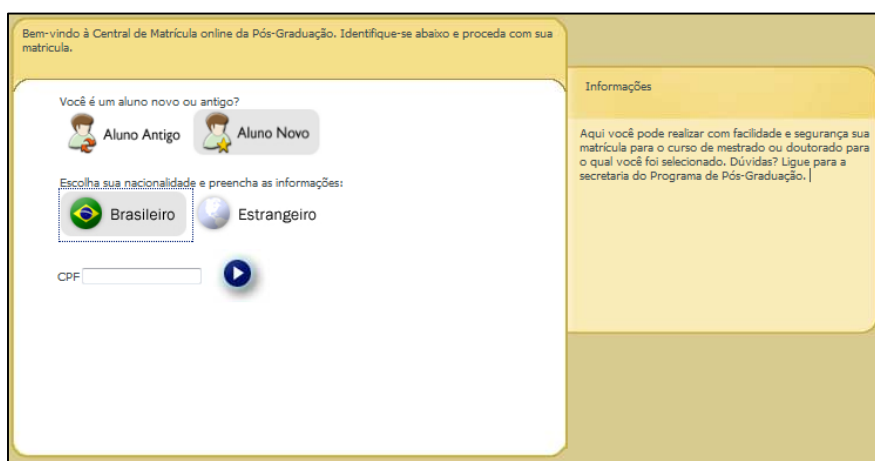 Bem-vindo à Central de Matrícula online da Pós-Graduação. Identifique-se abaixo e proceda com sua
matricula.
Você é um aluno novo ou antigo?
Aluno Antigo
Aluno Novo
Escolha sua nacionalidade e preencha as informações:
Brasileiro
Estrangeiro
CPF
Informações
Aqui você pode realizar com facilidade e segurança sua
matrícula para o curso de mestrado ou doutorado para
o qual você foi selecionado. Dúvidas? Ligue para a
secretaria do Programa de Pós-Graduação.